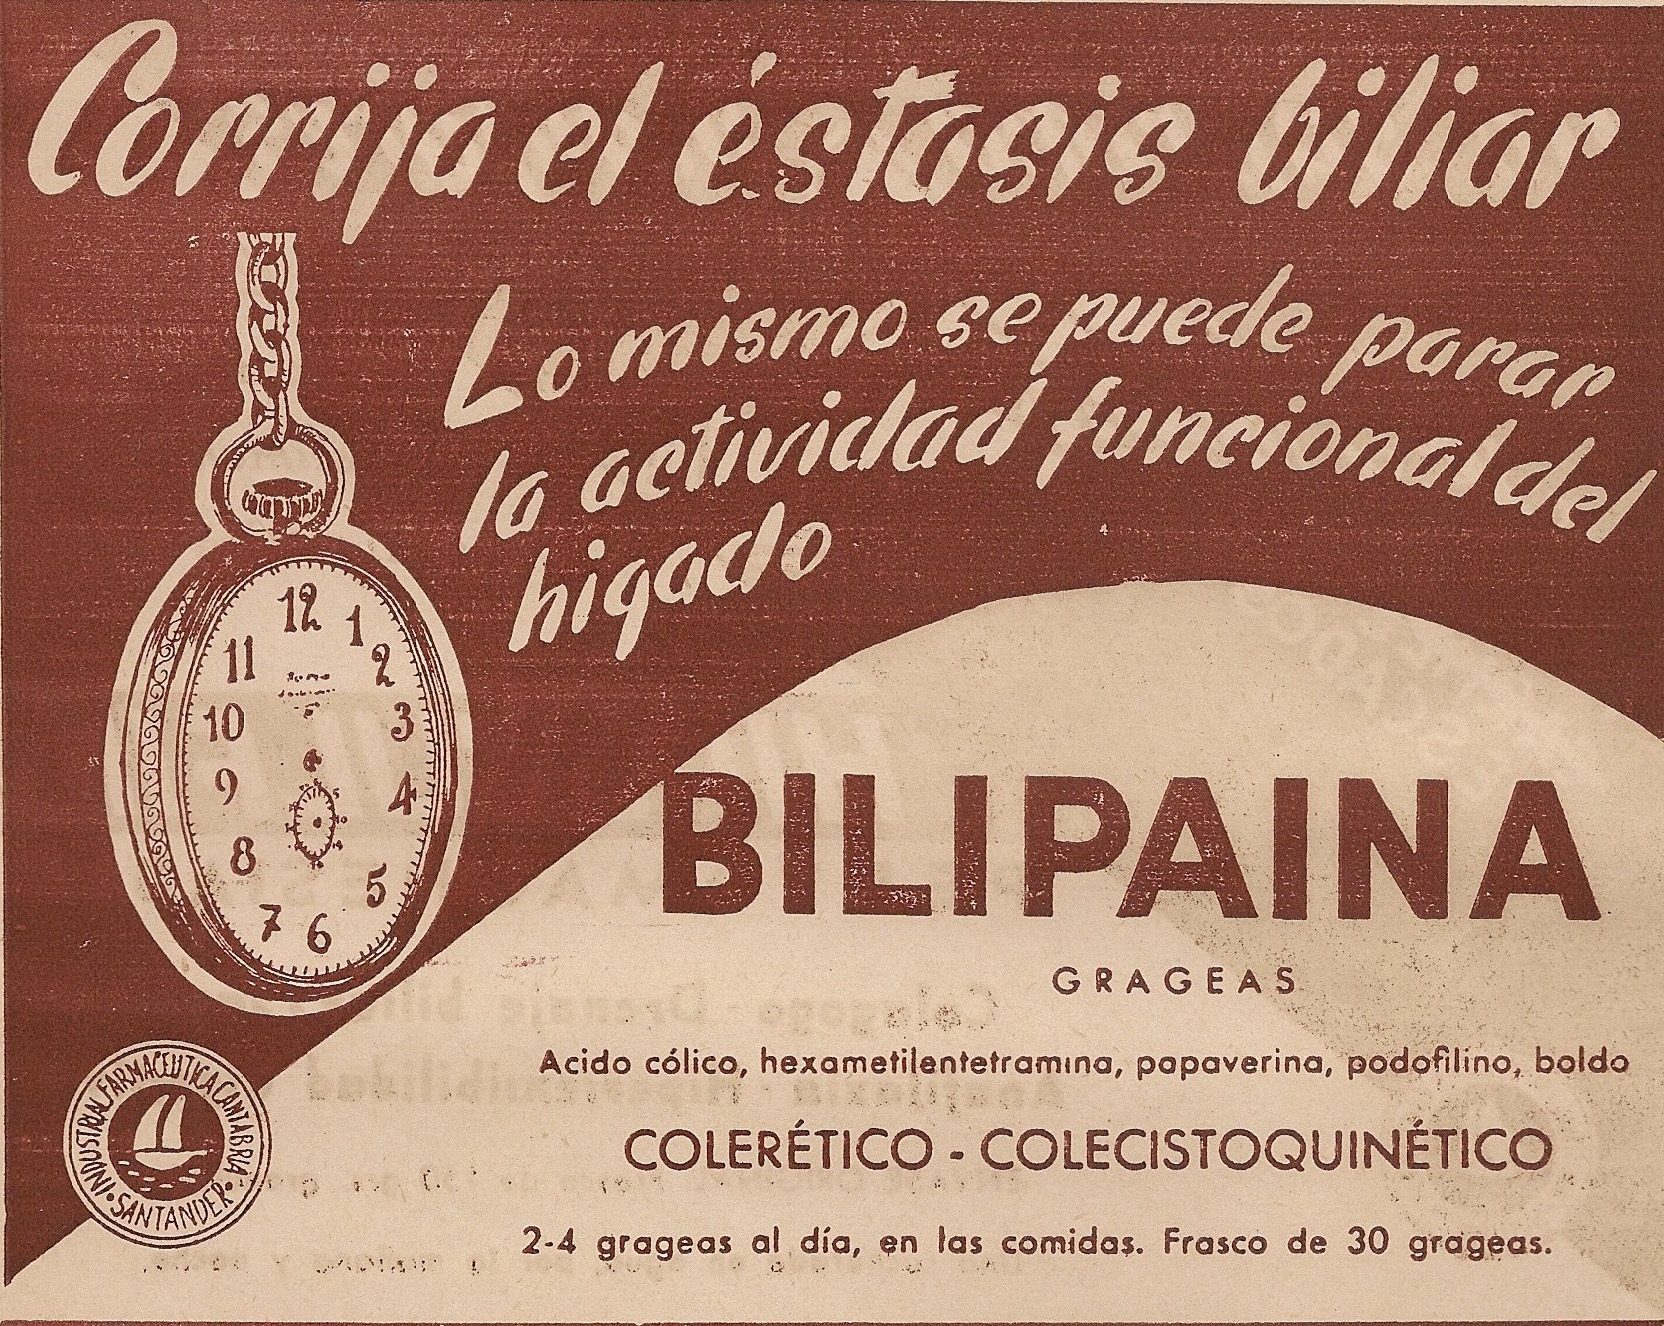 Corrija el éstasis biliar
Lo mismo se puede parar
la actividad funcional del
higado
12
1
2
3
4
5
6
7
8
9
10
11
BILIPAINA
GRAGEAS
Acido cólico, hexametilentetramina, papaverina, podofilino, boldo
COLERÉTICO - COLECISTOQUINÉTICO
2-4 grageas al día, en las comidas. Frasco de 30 grageas.
INDUSTRIAL FARMACEUTICA CANTABRIA
· SANTANDER ·